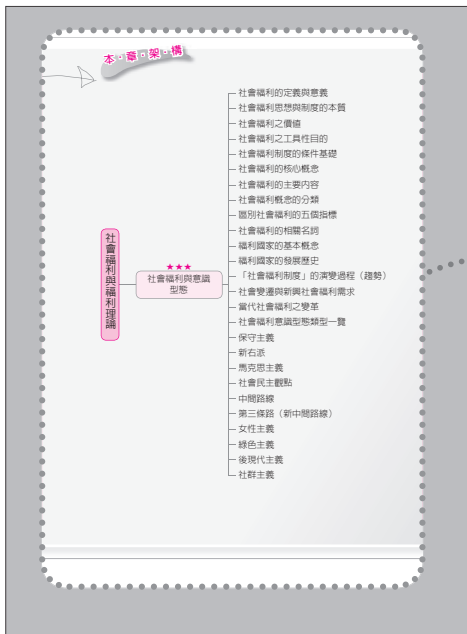 本・章・架・構
社會福利與福利理論
★★★
社會福利與意識
型態
社會福利的定義與意義
社會福利思想與制度的本質
社會福利之價值
社會福利之工具性目的
社會福利制度的條件基礎
社會福利的核心概念
社會福利的主要內容
社會福利概念的分類
區別社會福利的五個指標
社會福利的相關名詞
福利國家的基本概念
福利國家的發展歷史
「社會福利制度」的演變過程（趨勢）
社會變遷與新興社會福利需求
當代社會福利之變革
社會福利意識型態類型一覽
保守主義
新右派
馬克思主義
社會民主觀點
中間路線
第三條路（新中間路線）
女性主義
綠色主義
後現代主義
社群主義